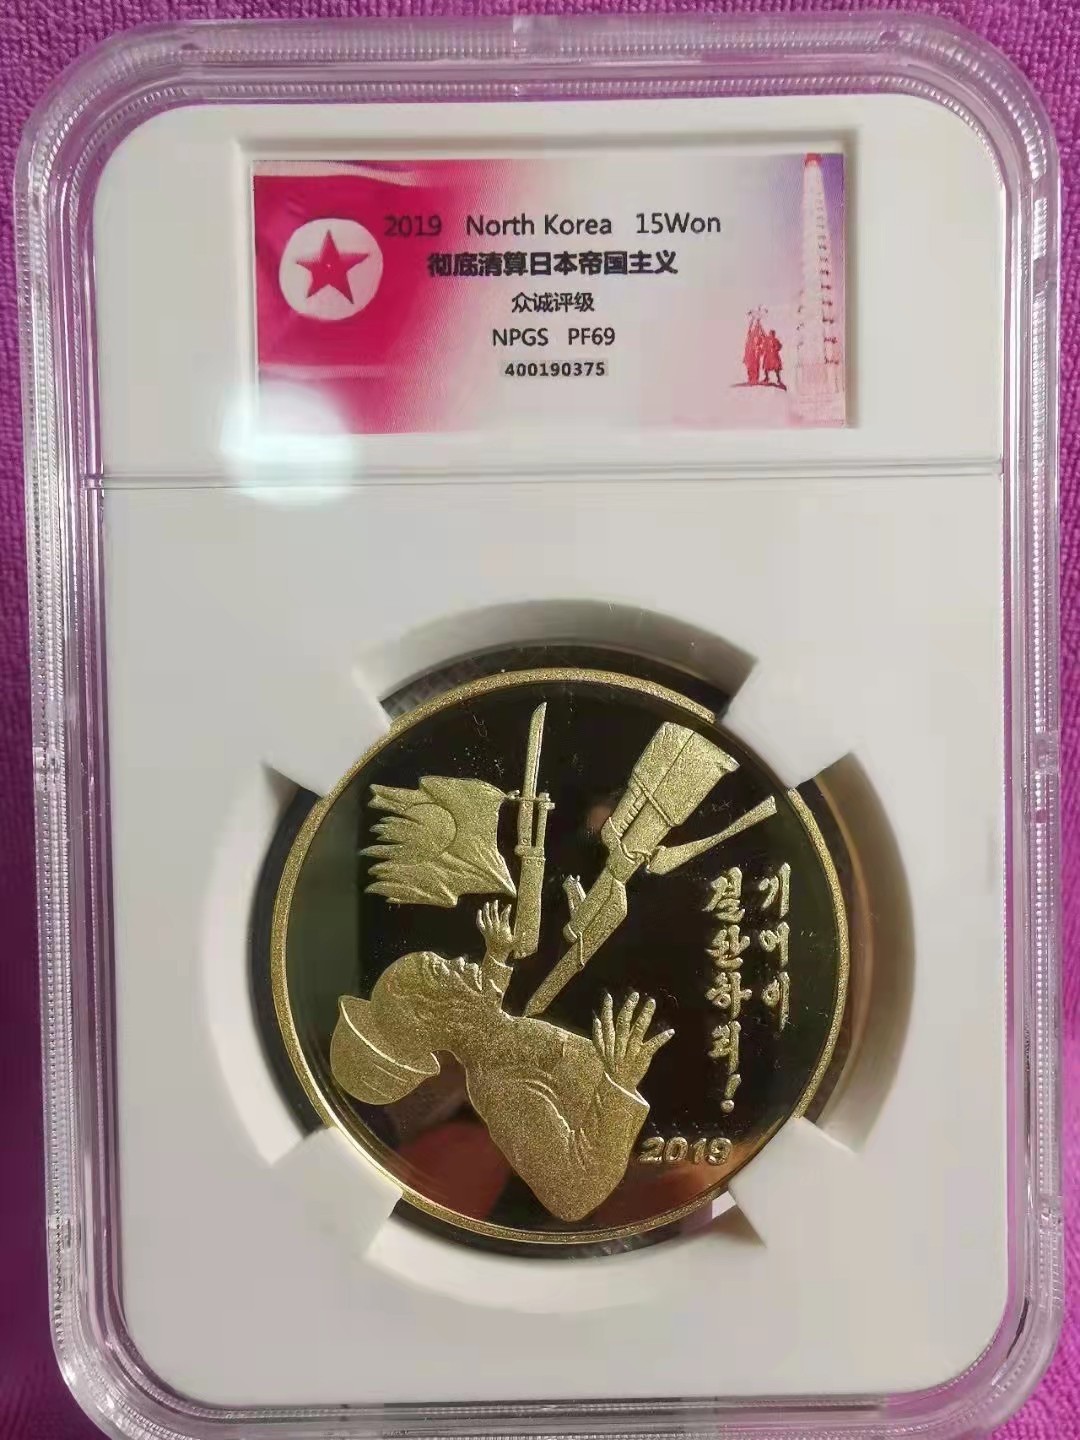 2019 North Korea 15Won
彻底清算日本帝国主义
众诚评级
NPGS PF69
400190375
기어이
결산하리!
2019